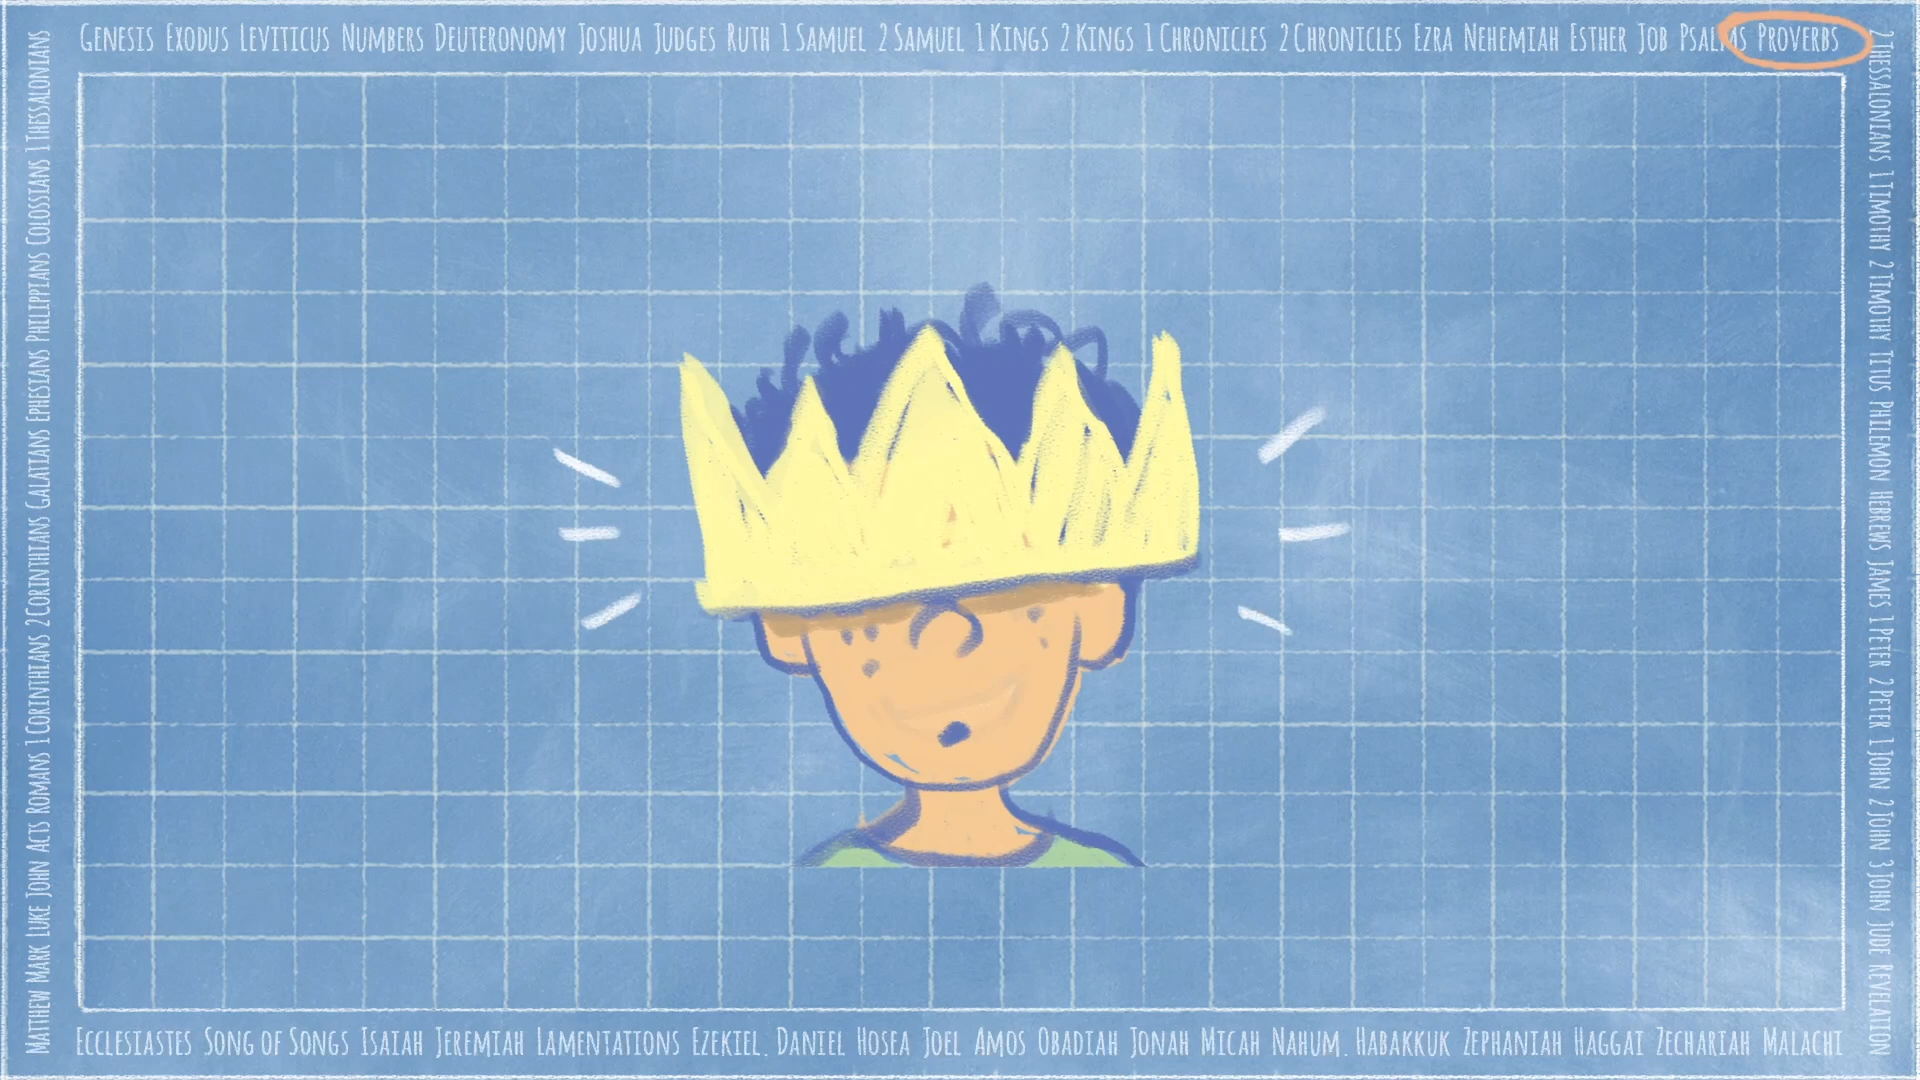 Genesis Exodus Leviticus Numbers Deuteronomy Joshua Judges Ruth 1 Samuel 2 Samuel 1 Kings 2 Kings 1 Chronicles 2 Chronicles Ezra Nehemiah Esther Job Psalms Proverbs
Ecclesiastes Song of Songs Isaiah Jeremiah Lamentations Ezekiel. Daniel Hosea Joel Amos Obadiah Jonah Micah Nahum. Habakkuk Zephaniah Haggai Zechariah Malachi
Matthew Mark Luke John Acts Romans 1 Corinthians 2 Corinthians Galatians Ephesians Philippians Colossians 1 Thessalonians
2 Thessalonians 1 Timothy 2 Timothy Titus Philemon Hebrews James 1 Peter 2 Peter 1 John 2 John 3 John Jude Revelation